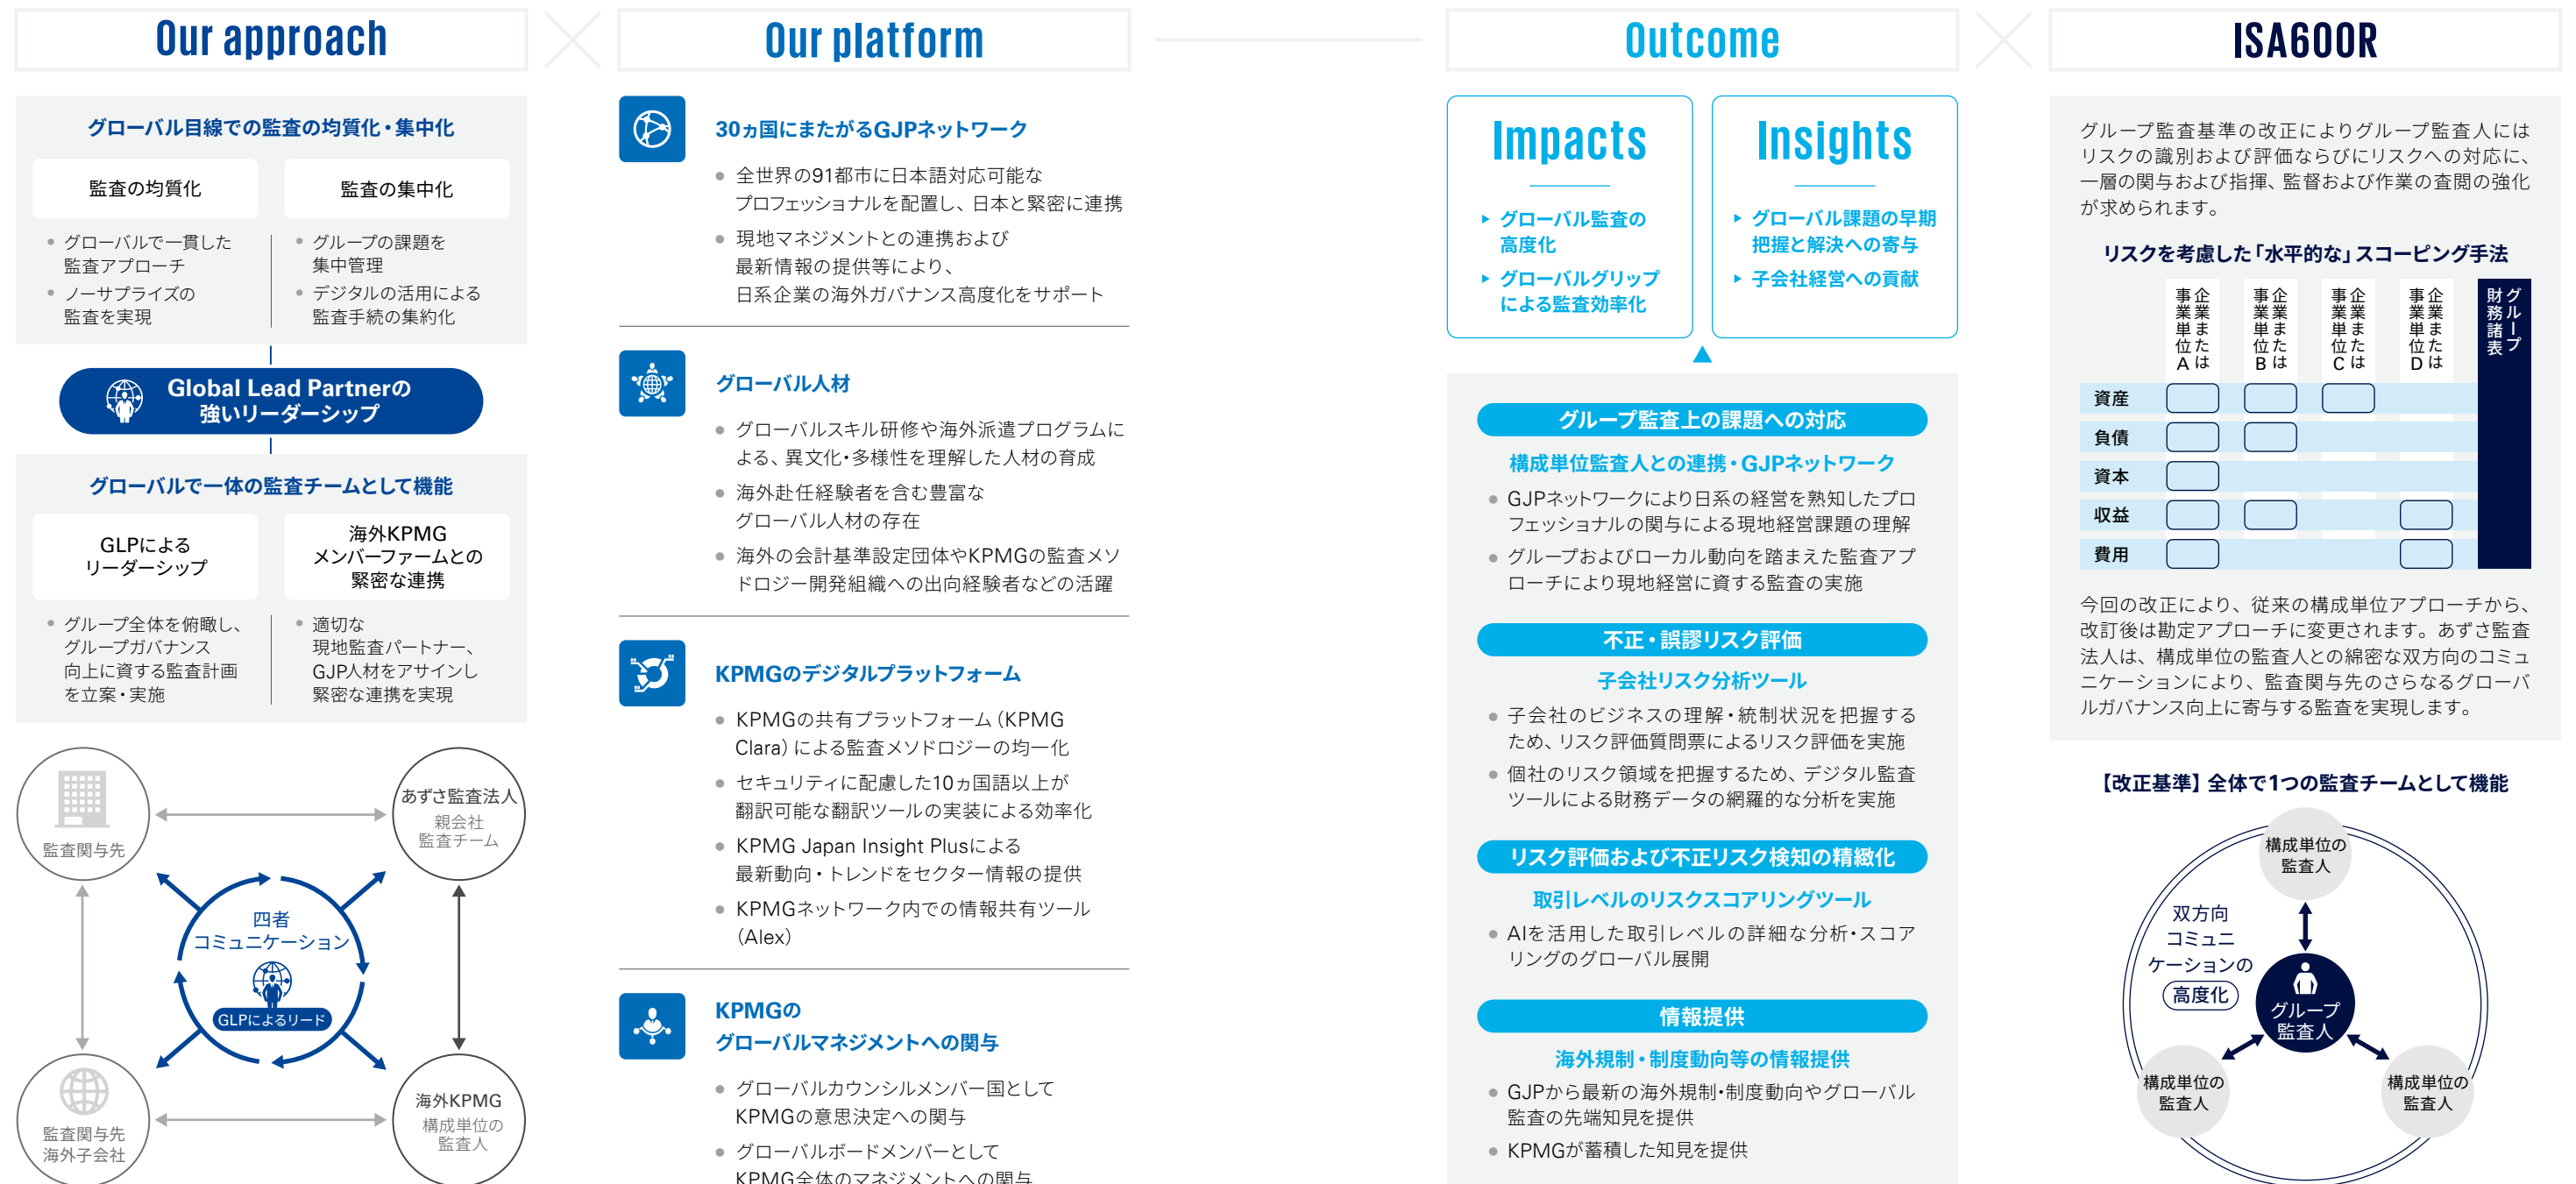 Our approach
グローバル目線での監査の均質化・集中化
監査の均質化
グローバルで一貫した
監査アプローチ
ノーサプライズの
監査を実現
監査の集中化
グループの課題を
集中管理
デジタルの活用による
監査手続の集約化
Global Lead Partnerの
強いリーダーシップ
グローバルで一体の監査チームとして機能
GLPによる
リーダーシップ
グループ全体を俯瞰し、
グループガバナンス
向上に資する監査計画
を立案・実施
海外KPMG
メンバーファームとの
緊密な連携
適切な
現地監査パートナー、
GJP人材をアサインし
緊密な連携を実現
監査関与先
あずさ監査法人
親会社
監査チーム
四者
コミュニケーション
GLPによるリード
監査関与先
海外子会社
海外KPMG
構成単位の
監査人
Our platform
30ヵ国にまたがるGJPネットワーク
全世界の91都市に日本語対応可能な
プロフェッショナルを配置し、日本と緊密に連携
現地マネジメントとの連携および
最新情報の提供等により、
日系企業の海外ガバナンス高度化をサポート
グローバル人材
グローバルスキル研修や海外派遣プログラムに
よる、異文化・多様性を理解した人材の育成
海外赴任経験者を含む豊富な
グローバル人材の存在
海外の会計基準設定団体やKPMGの監査メソ
ドロジー開発組織への出向経験者などの活躍
KPMGのデジタルプラットフォーム
KPMGの共有プラットフォーム（KPMG
Clara）による監査メソドロジーの均一化
セキュリティに配慮した10ヵ国語以上が
翻訳可能な翻訳ツールの実装による効率化
KPMG Japan Insight Plusによる
最新動向・トレンドをセクター情報の提供
KPMGネットワーク内での情報共有ツール
（Alex）
KPMGの
グローバルマネジメントへの関与
グローバルカウンシルメンバー国として
KPMGの意思決定への関与
グローバルボードメンバーとして
KPMG全体のマネジメントへの関与
Outcome
Impacts
グローバル監査の
高度化
グローバルグリップ
による監査効率化
Insights
グローバル課題の早期
把握と解決への寄与
子会社経営への貢献
グループ監査上の課題への対応
構成単位監査人との連携・GJPネットワーク
GJPネットワークにより日系の経営を熟知したプロ
フェッショナルの関与による現地経営課題の理解
グループおよびローカル動向を踏まえた監査アプ
ローチにより現地経営に資する監査の実施
不正・誤謬リスク評価
子会社リスク分析ツール
子会社のビジネスの理解・統制状況を把握する
ため、リスク評価質問票によるリスク評価を実施
個社のリスク領域を把握するため、デジタル監査
ツールによる財務データの網羅的な分析を実施
リスク評価および不正リスク検知の精緻化
取引レベルのリスクスコアリングツール
AIを活用した取引レベルの詳細な分析・スコア
リングのグローバル展開
情報提供
海外規制・制度動向等の情報提供
GJPから最新の海外規制・制度動向やグローバル
監査の先端知見を提供
KPMGが蓄積した知見を提供
ISA600R
グループ監査基準の改正によりグループ監査人には
リスクの識別および評価ならびにリスクへの対応に、
一層の関与および指揮、監督および作業の査閲の強化
が求められます。
リスクを考慮した「水平的な」スコーピング手法
企業または
事業単位A
企業または
事業単位B
企業または
事業単位C
企業または
事業単位D
グループ
財務諸表
資産
負債
資本
収益
費用
今回の改正により、従来の構成単位アプローチから、
改訂後は勘定アプローチに変更されます。あずさ監査
法人は、構成単位の監査人との綿密な双方向のコミュ
ニケーションにより、監査関与先のさらなるグローバ
ルガバナンス向上に寄与する監査を実現します。
【改正基準】全体で1つの監査チームとして機能
構成単位の
監査人
双方向
コミュニ
ケーションの
高度化
グループ
監査人
構成単位の
監査人
構成単位の
監査人